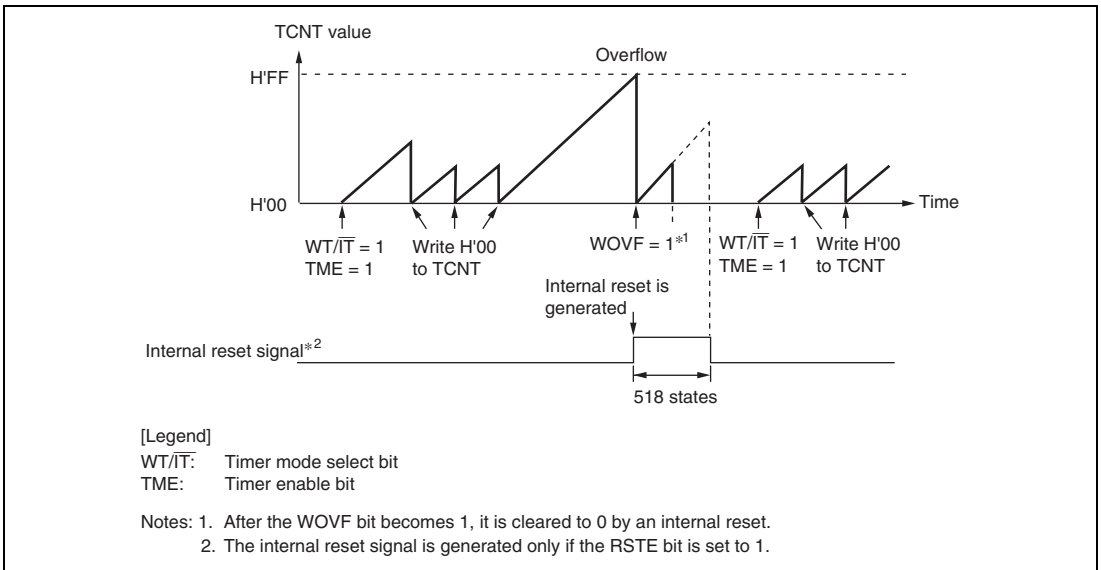 TCNT value
Overflow
H'FF
H'00
Time
WT/I̅T̅ = 1
TME = 1
Write H'00
to TCNT
WOVF = 1*1
WT/I̅T̅ = 1
TME = 1
Write H'00
to TCNT
Internal reset is
generated
Internal reset signal*2
518 states
[Legend]
WT/I̅T̅: Timer mode select bit
TME: Timer enable bit
Notes: 1. After the WOVF bit becomes 1, it is cleared to 0 by an internal reset.
2. The internal reset signal is generated only if the RSTE bit is set to 1.